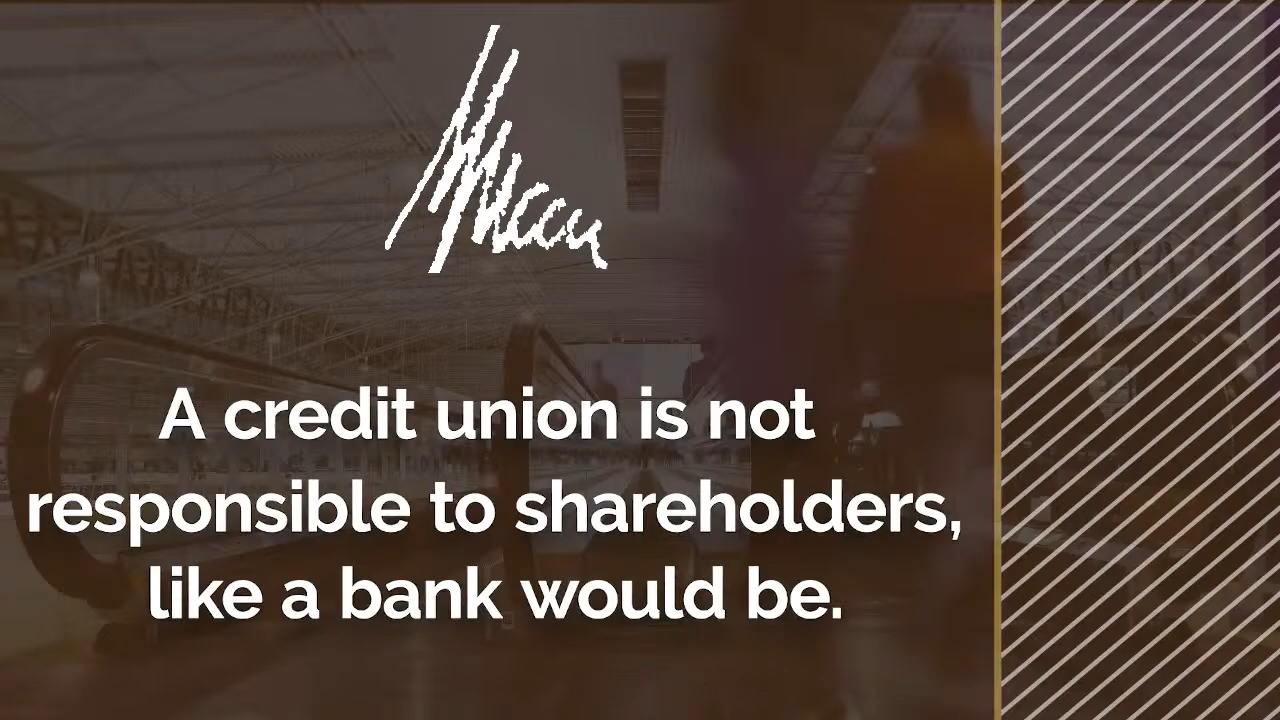 A credit union is not
responsible to shareholders,
like a bank would be.